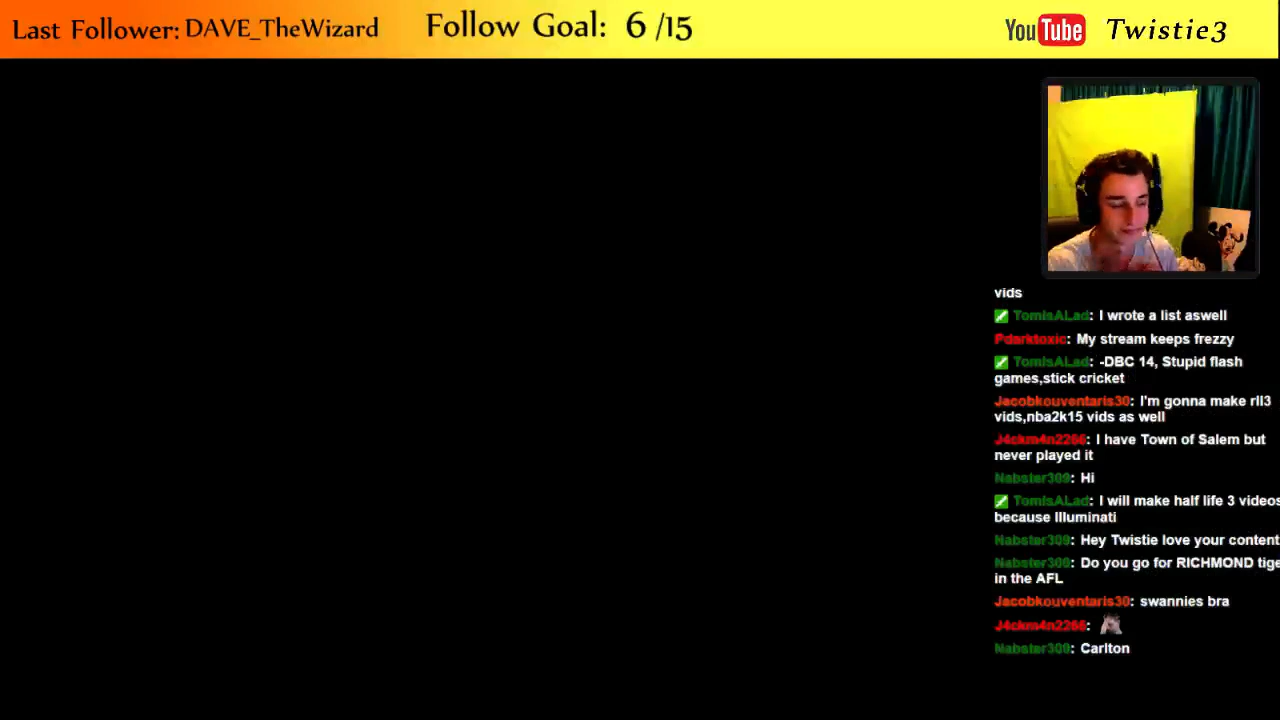 Last Follower: DAVE_TheWizard
Follow Goal: 6 /15
YouTube Twistie3
vids
TomIsALad: I wrote a list aswell
Pdarktoxic: My stream keeps frezzy
TomIsALad: -DBC 14, Stupid flash
games,stick cricket
Jacobkouventaris30: I'm gonna make rll3
vids,nba2k15 vids as well
J4ckm4n2266: I have Town of Salem but
never played it
Nabster309: Hi
TomIsALad: I will make half life 3 videos
because Illuminati
Nabster309: Hey Twistie love your content
Nabster309: Do you go for RICHMOND tige
in the AFL
Jacobkouventaris30: swannies bra
J4ckm4n2266:
Nabster309: Carlton